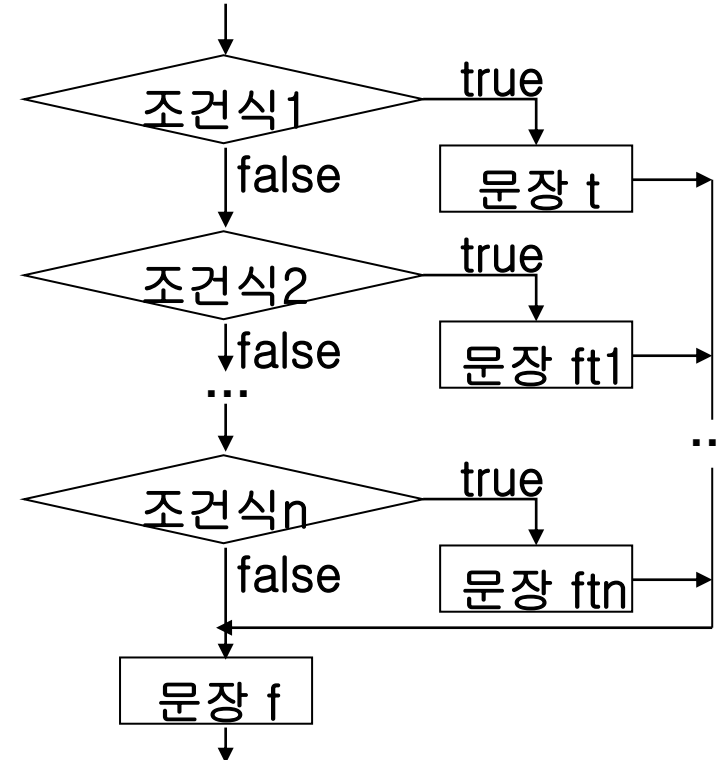 true
조건식1
false
문장 t
true
조건식2
false
문장 ft1
...
..
true
조건식n
false
문장 ftn
문장 f